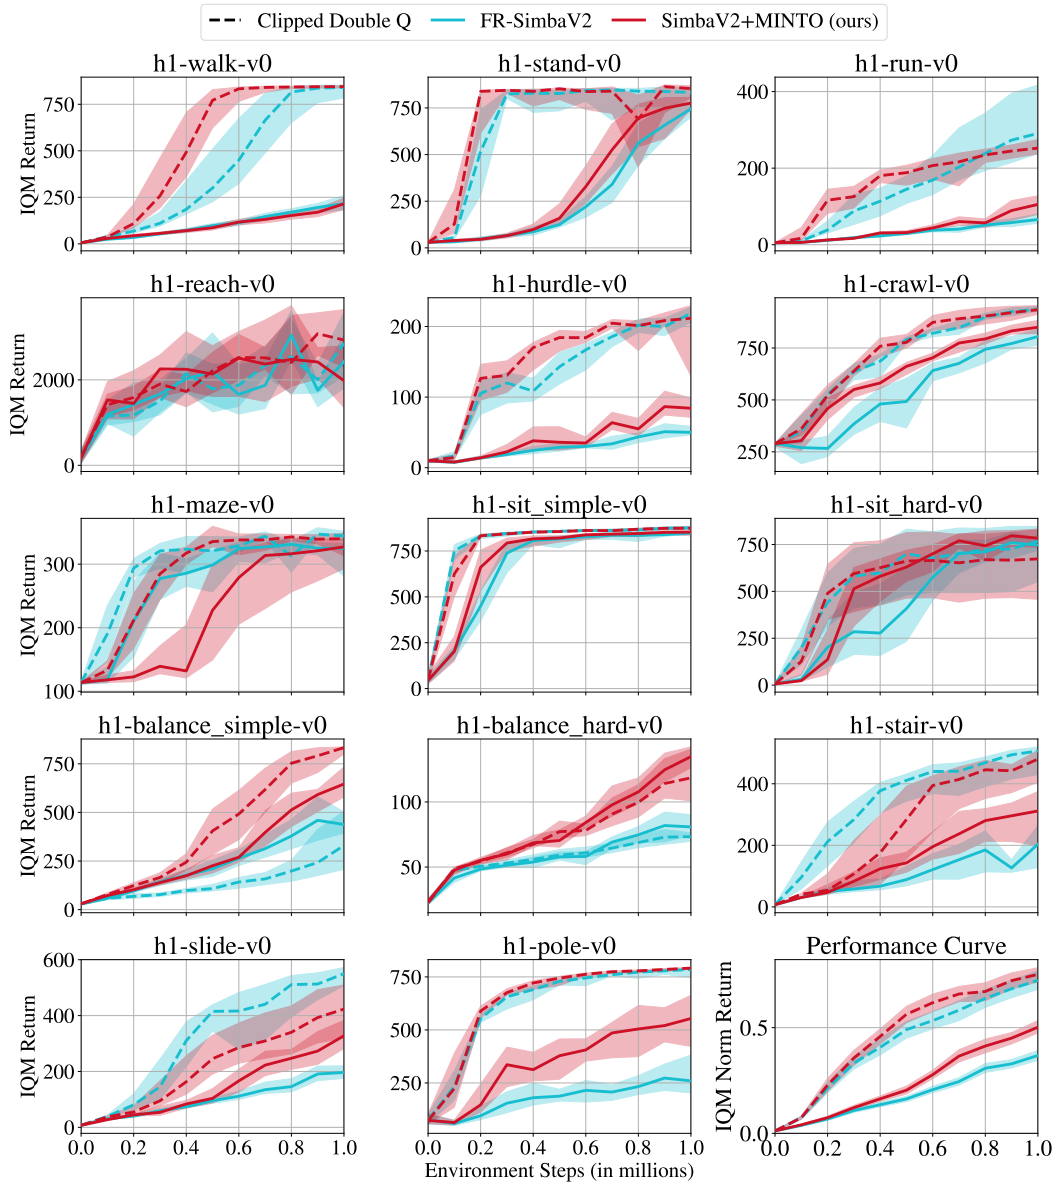 Clipped Double Q FR-SimbaV2 SimbaV2+MINTO (ours)
h1-walk-v0 h1-stand-v0 h1-run-v0
IQM Return
0 250 500 750
0 250 500 750
0 200 400
h1-reach-v0 h1-hurdle-v0 h1-crawl-v0
IQM Return
0 2000
0 100 200
250 500 750
h1-maze-v0 h1-sit_simple-v0 h1-sit_hard-v0
IQM Return
100 200 300
0 250 500 750
0 250 500 750
h1-balance_simple-v0 h1-balance_hard-v0 h1-stair-v0
IQM Return
0 250 500 750
50 100
0 200 400
h1-slide-v0 h1-pole-v0 Performance Curve
IQM Return
0 200 400 600
250 500 750
IQM Norm Return
0.0 0.5
0.0 0.2 0.4 0.6 0.8 1.0
0.0 0.2 0.4 0.6 0.8 1.0
0.0 0.2 0.4 0.6 0.8 1.0
Environment Steps (in millions)